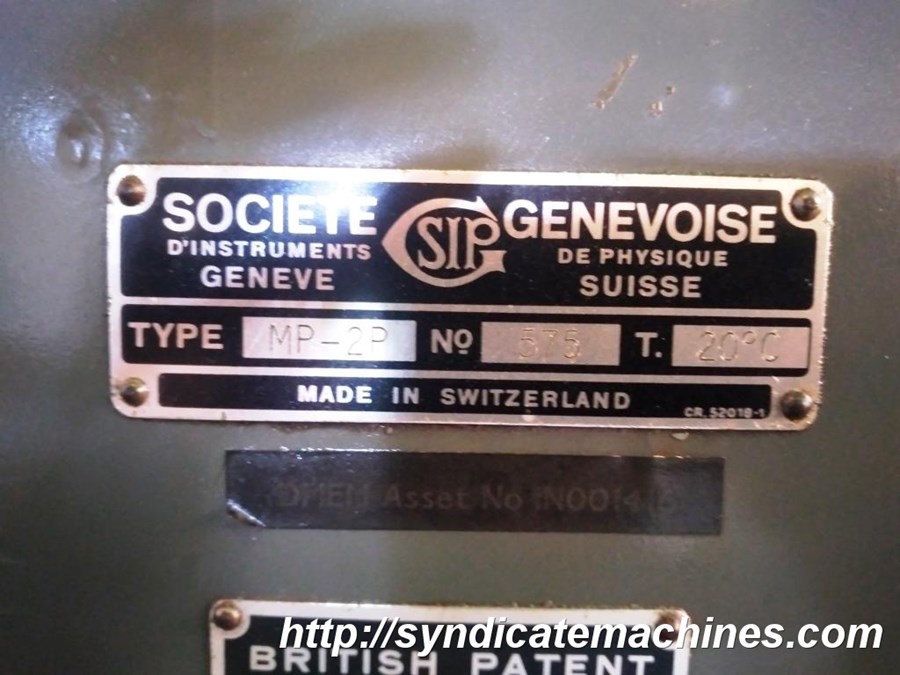 SOCIETE SIP GENEVOISE
D'INSTRUMENTS DE PHYSIQUE
GENEVE SUISSE
TYPE MP-2P No 575 T. 20°C
MADE IN SWITZERLAND
CR. 52018-1
Asset No
http://syndicatemachines.com
BRITISH PATENT